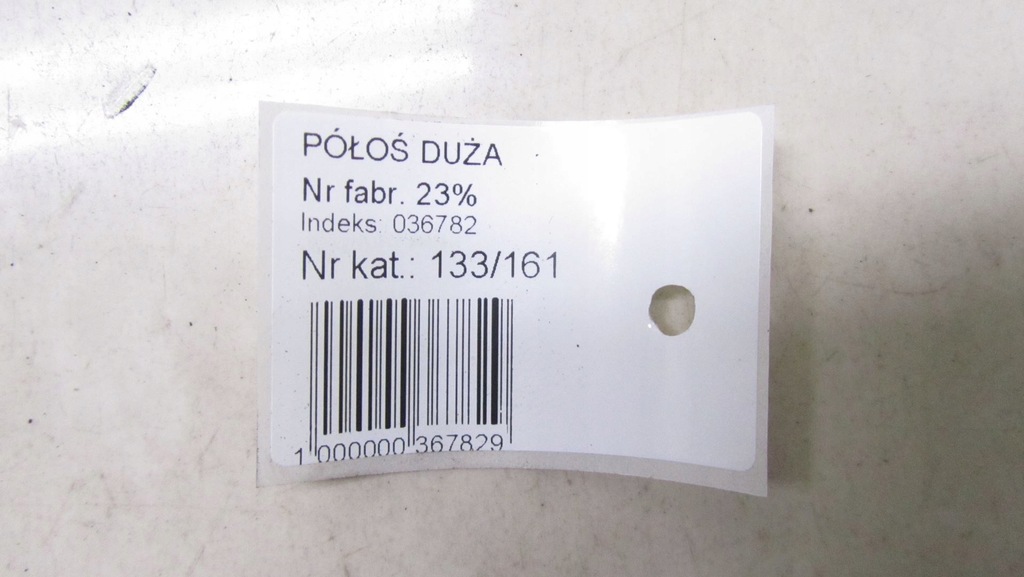 PÓŁOŚ DUŻA
Nr fabr. 23%
Indeks: 036782
Nr kat.: 133/161
1 000000 367829